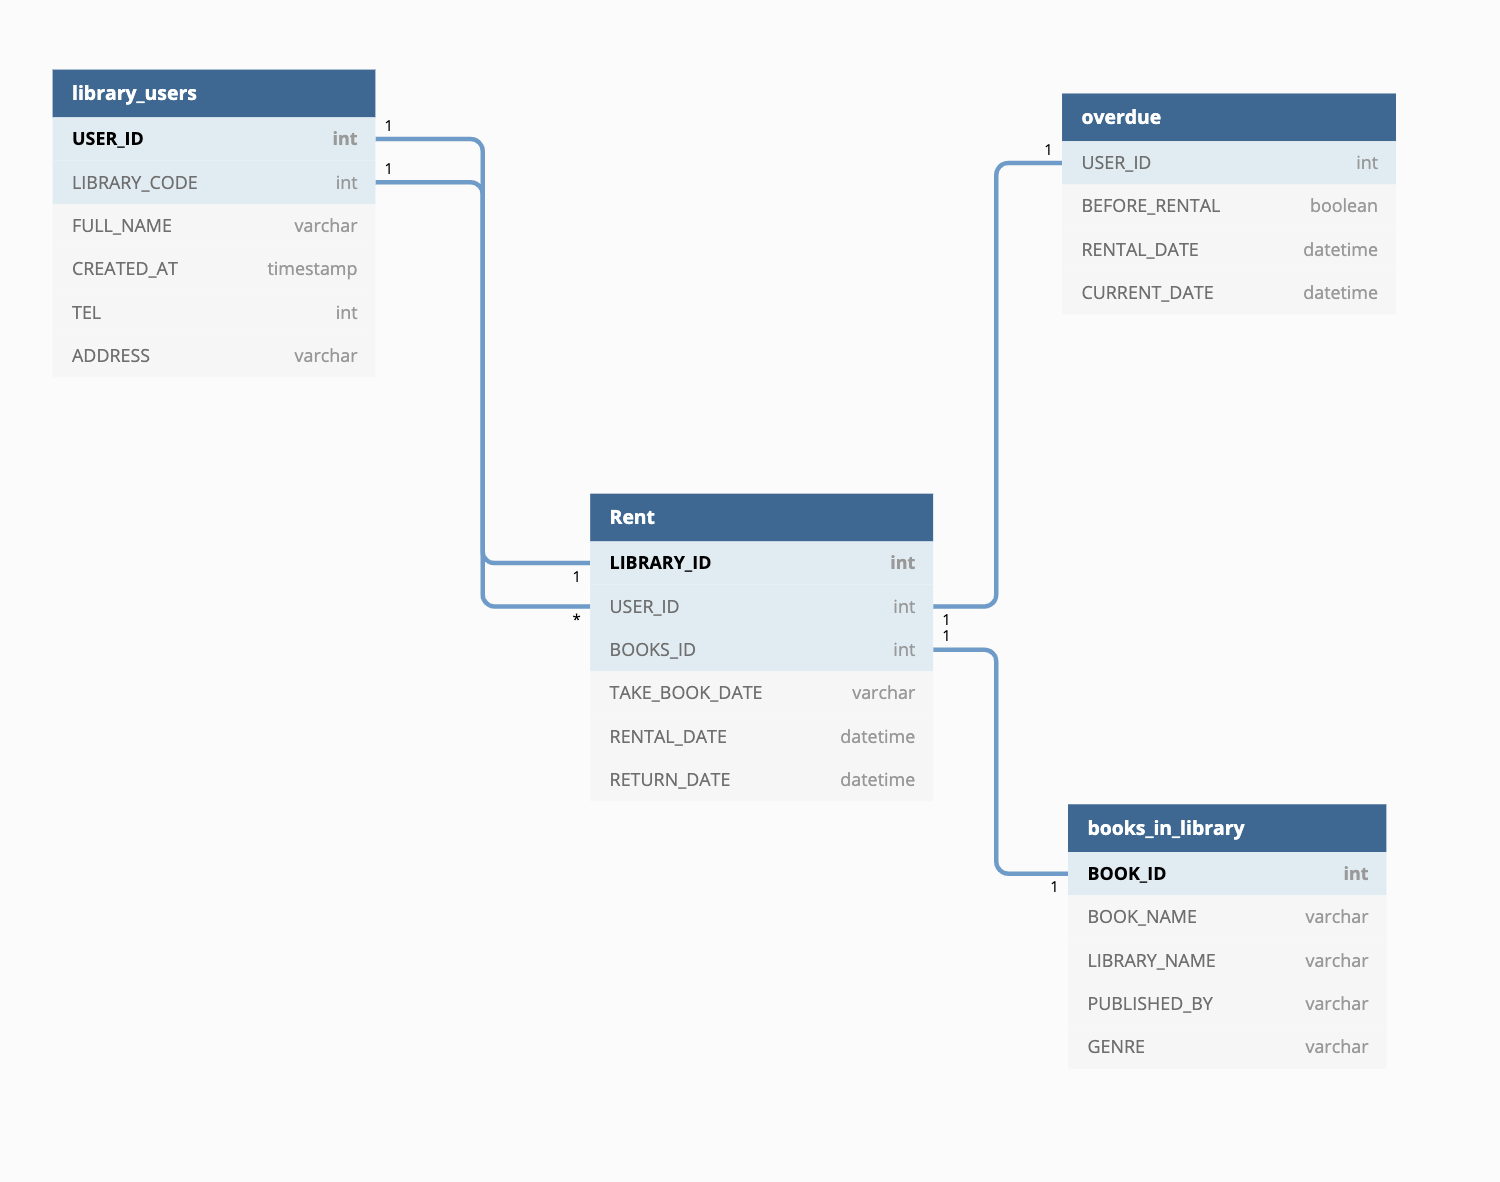 library_users
USER_ID int
LIBRARY_CODE int
FULL_NAME varchar
CREATED_AT timestamp
TEL int
ADDRESS varchar
1
1
overdue
USER_ID int
BEFORE_RENTAL boolean
RENTAL_DATE datetime
CURRENT_DATE datetime
1
Rent
LIBRARY_ID int
USER_ID int
BOOKS_ID int
TAKE_BOOK_DATE varchar
RENTAL_DATE datetime
RETURN_DATE datetime
1
*
1
1
books_in_library
BOOK_ID int
BOOK_NAME varchar
LIBRARY_NAME varchar
PUBLISHED_BY varchar
GENRE varchar
1